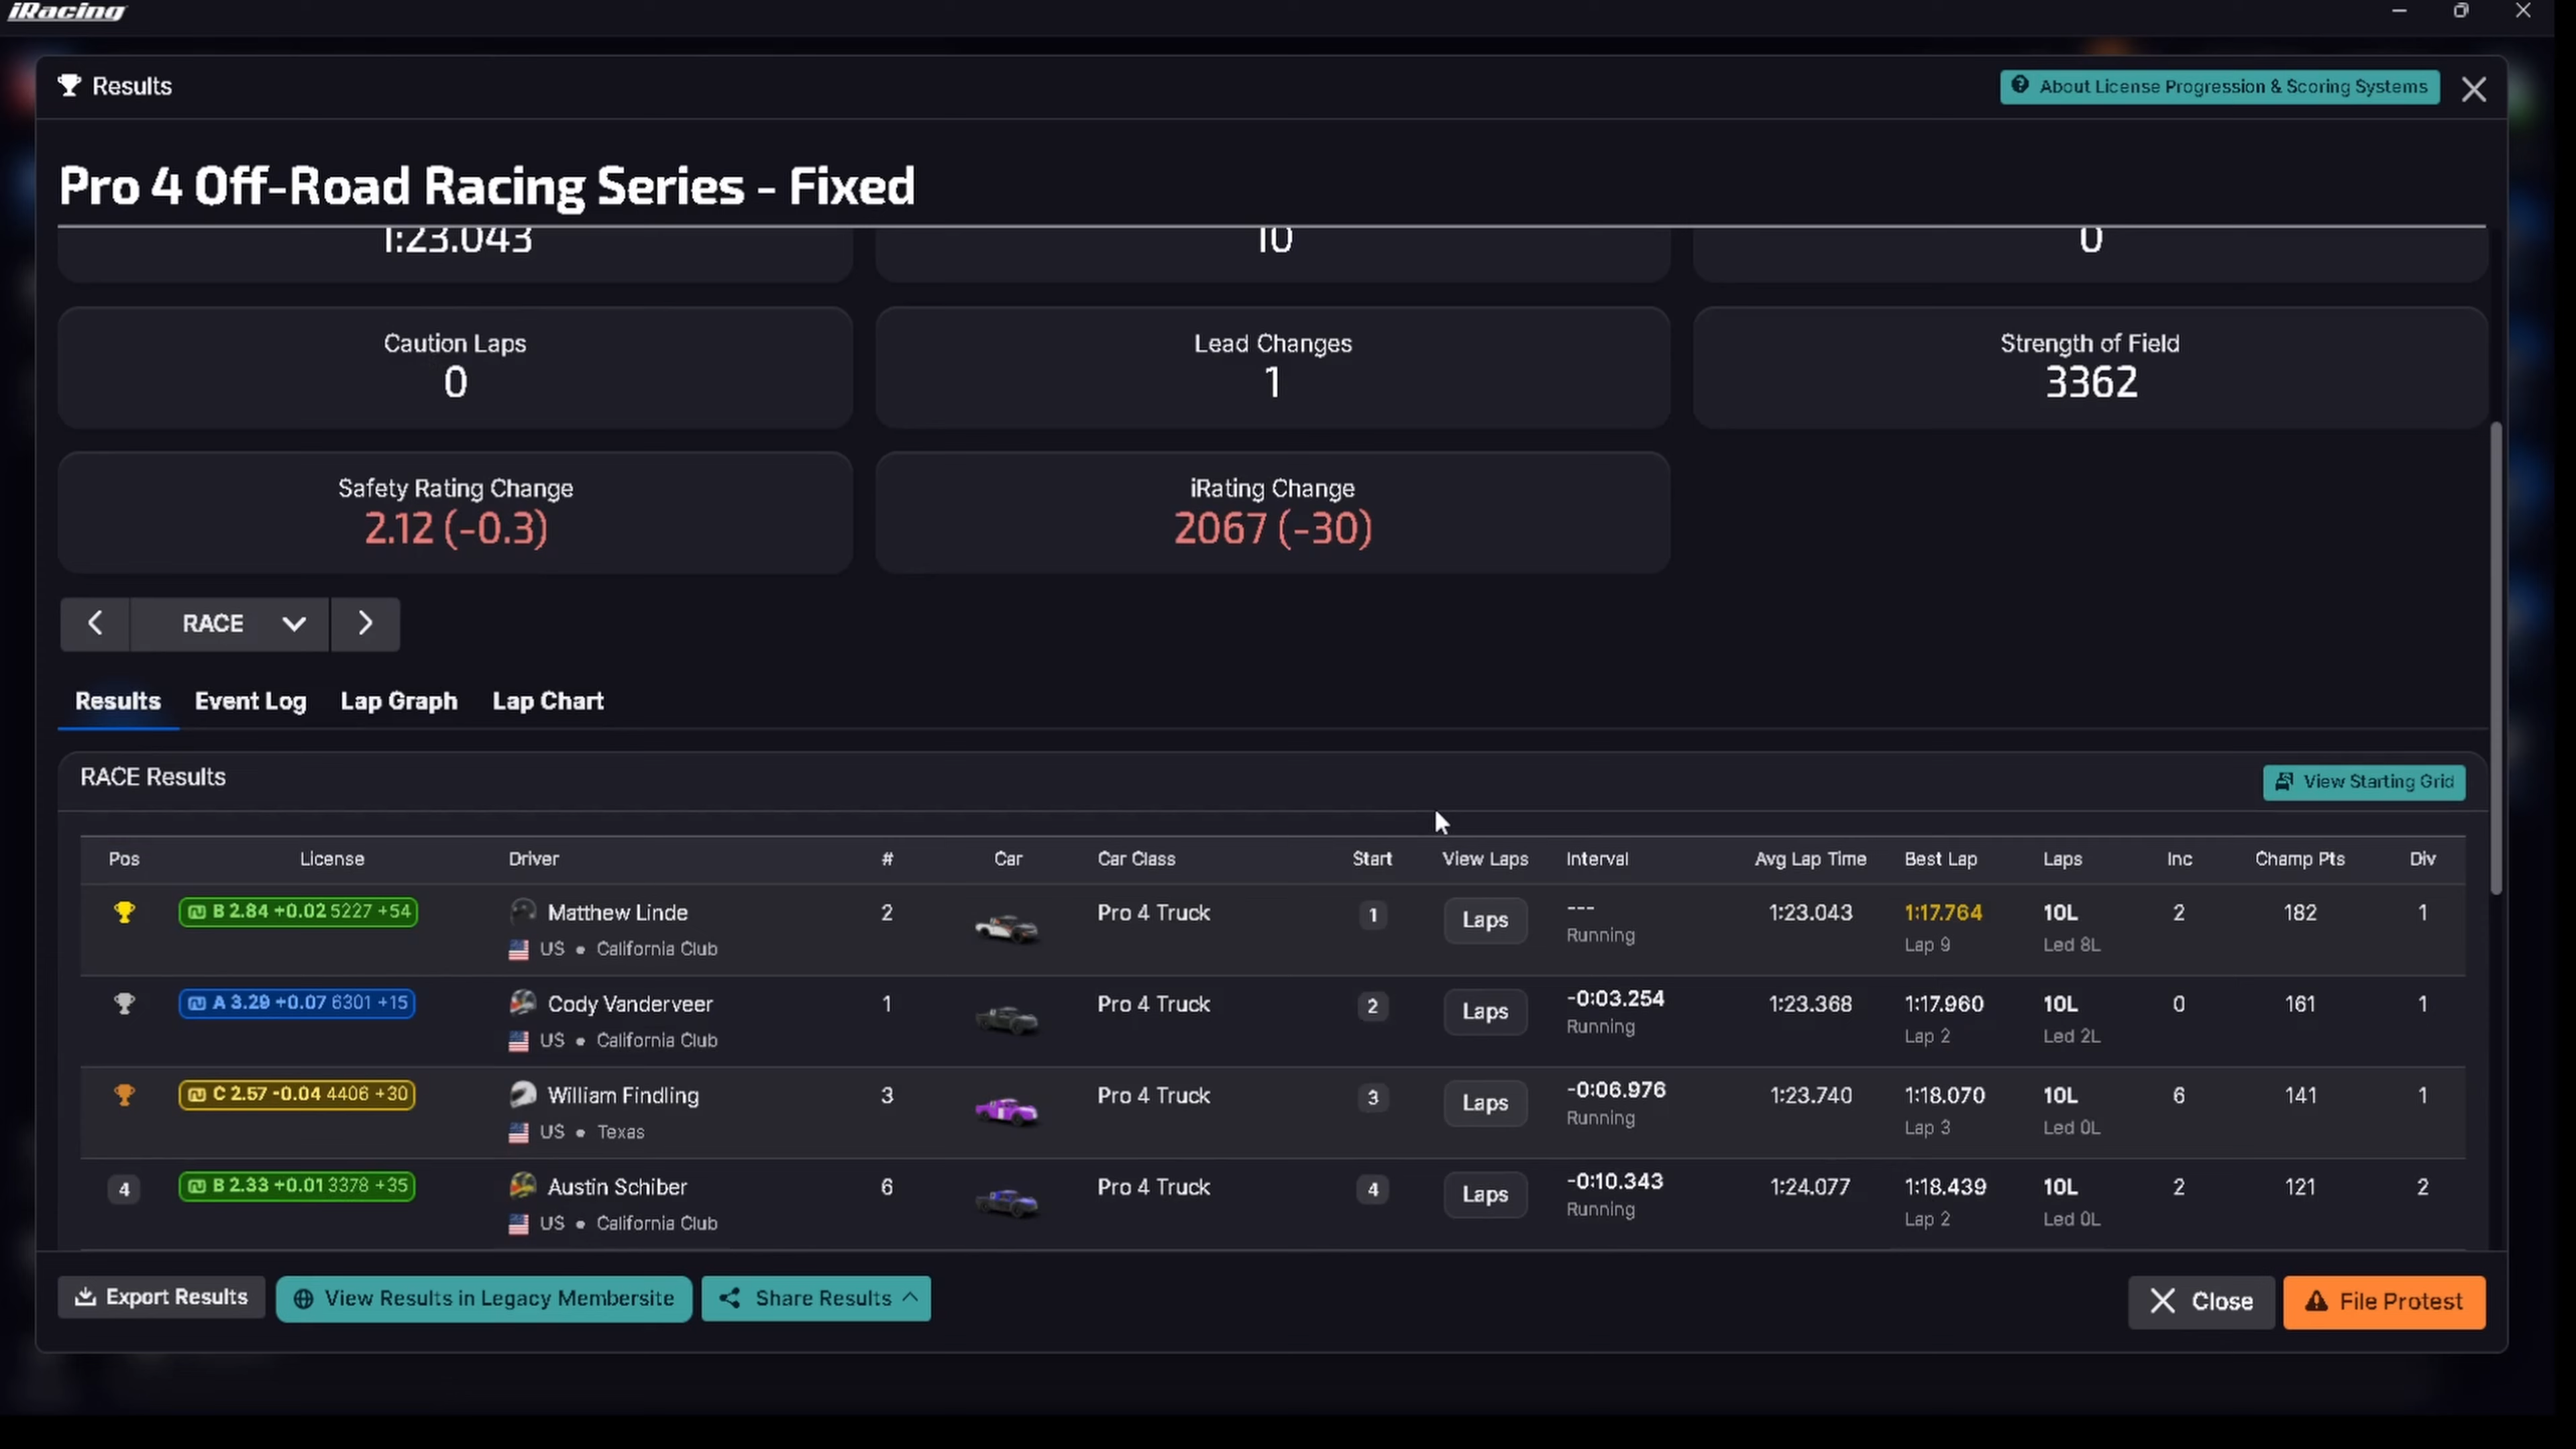 iRacing
Results
About License Progression & Scoring Systems
Pro 4 Off-Road Racing Series - Fixed
1:23.043 10 0
Caution Laps Lead Changes Strength of Field
0 1 3362
Safety Rating Change iRating Change
2.12 (-0.3) 2067 (-30)
RACE
Results Event Log Lap Graph Lap Chart
RACE Results View Starting Grid
Pos License Driver # Car Car Class Start View Laps Interval Avg Lap Time Best Lap Laps Inc Champ Pts Div
B 2.84 +0.02 5227 +54 Matthew Linde 2 Pro 4 Truck 1 Laps --- 1:23.043 1:17.764 10L 2 182 1
US • California Club Running Lap 9 Led 8L
A 3.29 +0.07 6301 +15 Cody Vanderveer 1 Pro 4 Truck 2 Laps -0:03.254 1:23.368 1:17.960 10L 0 161 1
US • California Club Running Lap 2 Led 2L
C 2.57 -0.04 4406 +30 William Findling 3 Pro 4 Truck 3 Laps -0:06.976 1:23.740 1:18.070 10L 6 141 1
US • Texas Running Lap 3 Led 0L
4 B 2.33 +0.01 3378 +35 Austin Schiber 6 Pro 4 Truck 4 Laps -0:10.343 1:24.077 1:18.439 10L 2 121 2
US • California Club Running Lap 2 Led 0L
Export Results View Results in Legacy Membersite Share Results Close File Protest